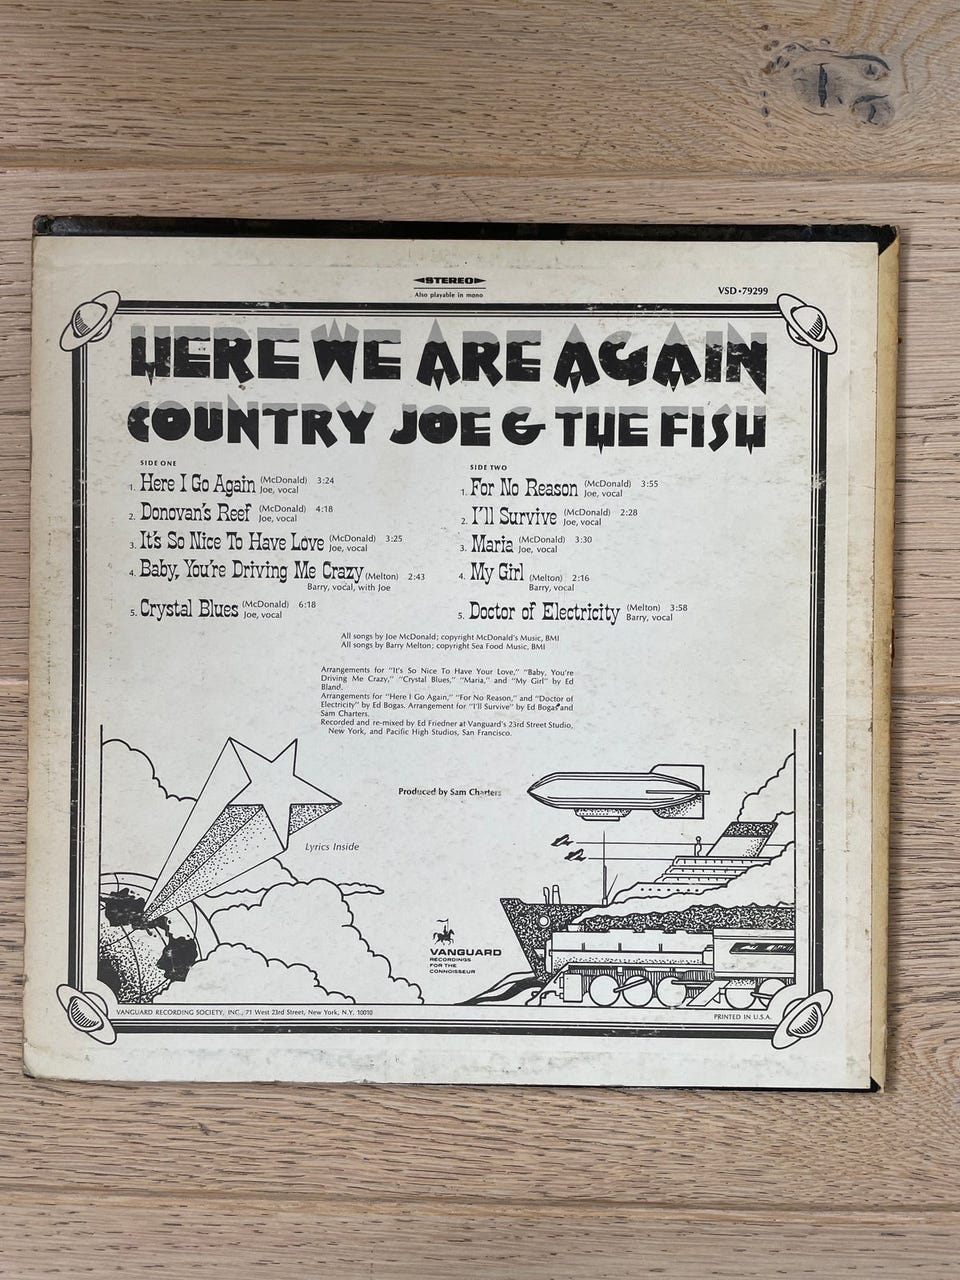 STEREO
Also playable in mono
VSD•79299
HERE WE ARE AGAIN
COUNTRY JOE & THE FISH
SIDE ONE
1. Here I Go Again (McDonald) 3:24
Joe, vocal
2. Donovan's Reef (McDonald) 4:18
Joe, vocal
3. It's So Nice To Have Love (McDonald) 3:25
Joe, vocal
4. Baby, You're Driving Me Crazy (Melton) 2:43
Barry, vocal, with Joe
5. Crystal Blues (McDonald) 6:18
Joe, vocal
SIDE TWO
1. For No Reason (McDonald) 3:55
Joe, vocal
2. I'll Survive (McDonald) 2:28
Joe, vocal
3. Maria (McDonald) 3:30
Joe, vocal
4. My Girl (Melton) 2:16
Barry, vocal
5. Doctor of Electricity (Melton) 3:58
Barry, vocal
All songs by Joe McDonald; copyright McDonald's Music, BMI
All songs by Barry Melton; copyright Sea Food Music, BMI
Arrangements for "It's So Nice To Have Your Love," "Baby, You're
Driving Me Crazy," "Crystal Blues," "Maria," and "My Girl" by Ed
Bland.
Arrangements for "Here I Go Again," "For No Reason," and "Doctor of
Electricity" by Ed Bogas. Arrangement for "I'll Survive" by Ed Bogas and
Sam Charters.
Recorded and re-mixed by Ed Friedner at Vanguard's 23rd Street Studio,
New York, and Pacific High Studios, San Francisco.
Produced by Sam Charters
Lyrics Inside
VANGUARD
RECORDINGS
FOR THE
CONNOISSEUR
VANGUARD RECORDING SOCIETY, INC., 71 West 23rd Street, New York, N.Y. 10010
PRINTED IN U.S.A.